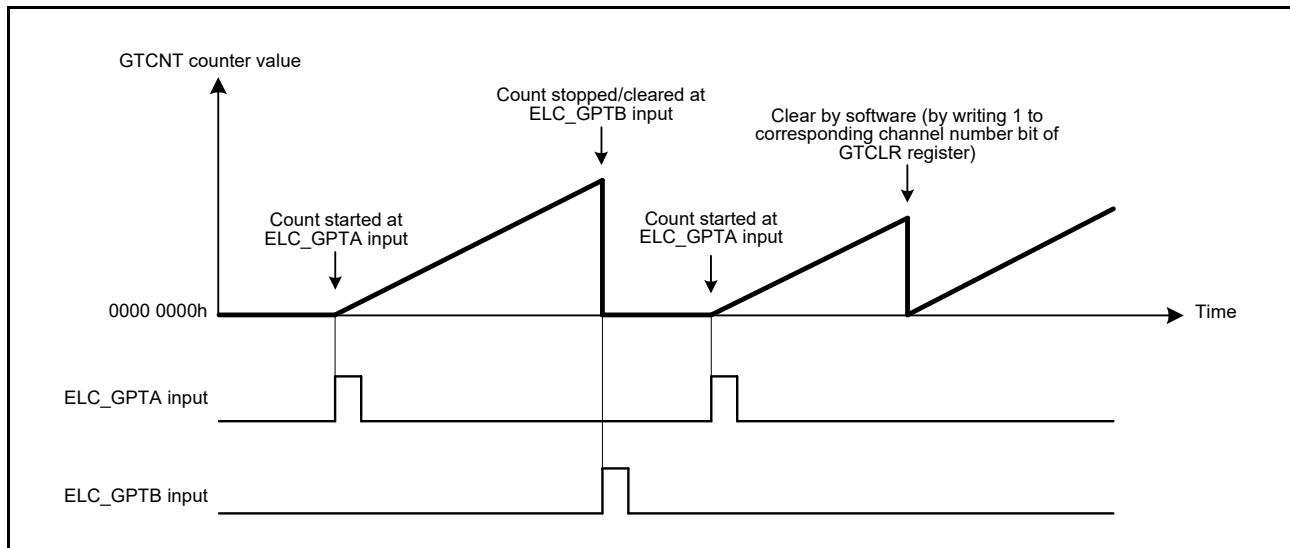 GTCNT counter value
Count stopped/cleared at
ELC_GPTB input
Clear by software (by writing 1 to
corresponding channel number bit of
GTCLR register)
Count started at
ELC_GPTA input
Count started at
ELC_GPTA input
0000 0000h
Time
ELC_GPTA input
ELC_GPTB input